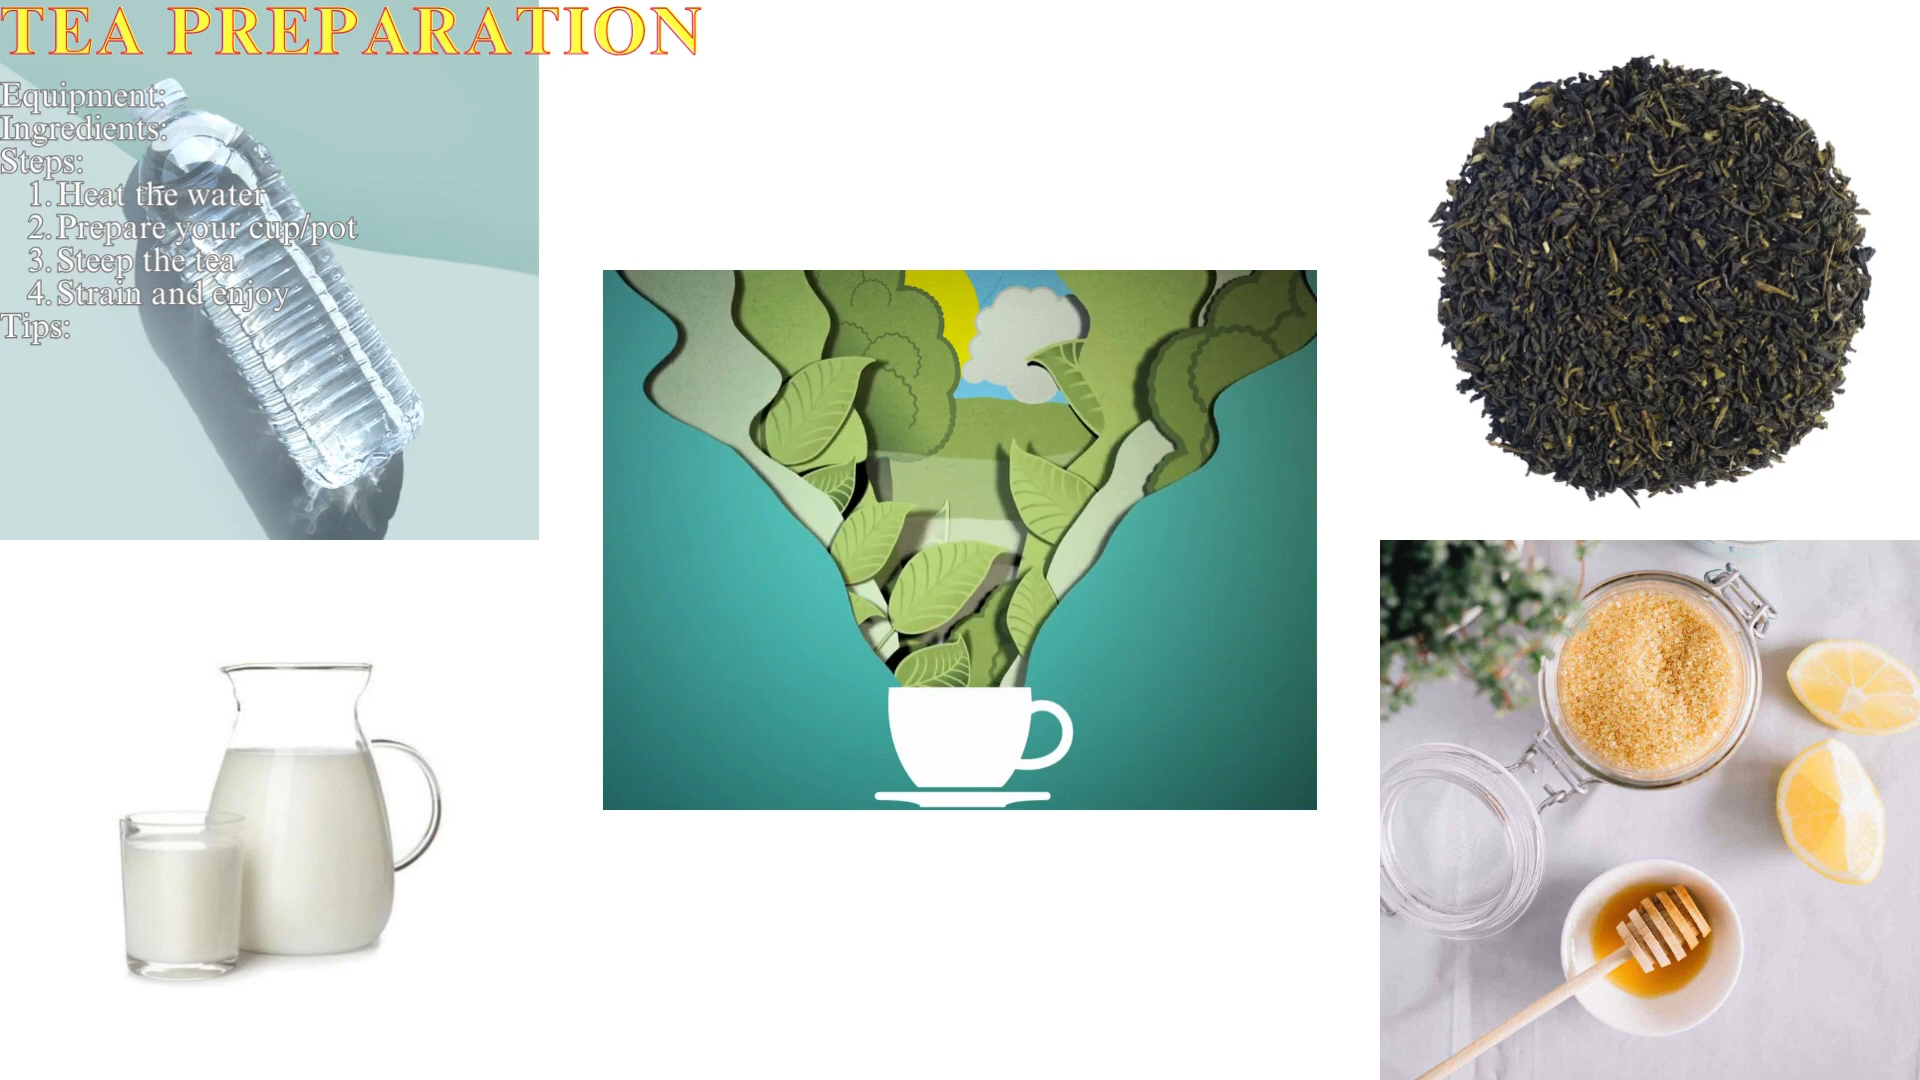 TEA PREPARATION
Equipment:
Ingredients:
Steps:
1. Heat the water
2. Prepare your cup/pot
3. Steep the tea
4. Strain and enjoy
Tips: